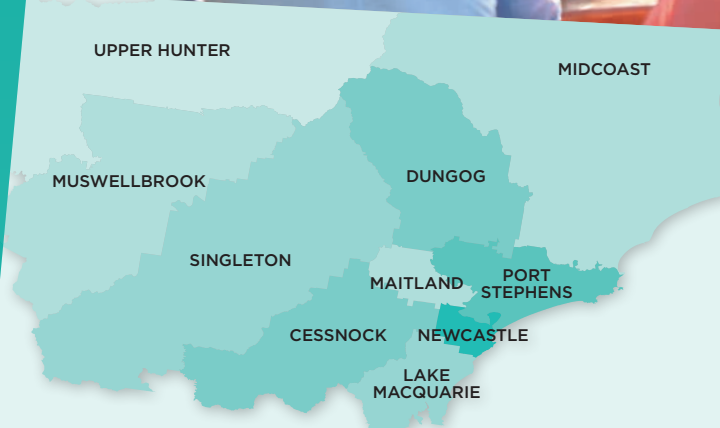 UPPER HUNTER
MIDCOAST
MUSWELLBROOK
DUNGOG
SINGLETON
MAITLAND
PORT
STEPHENS
CESSNOCK
NEWCASTLE
LAKE
MACQUARIE